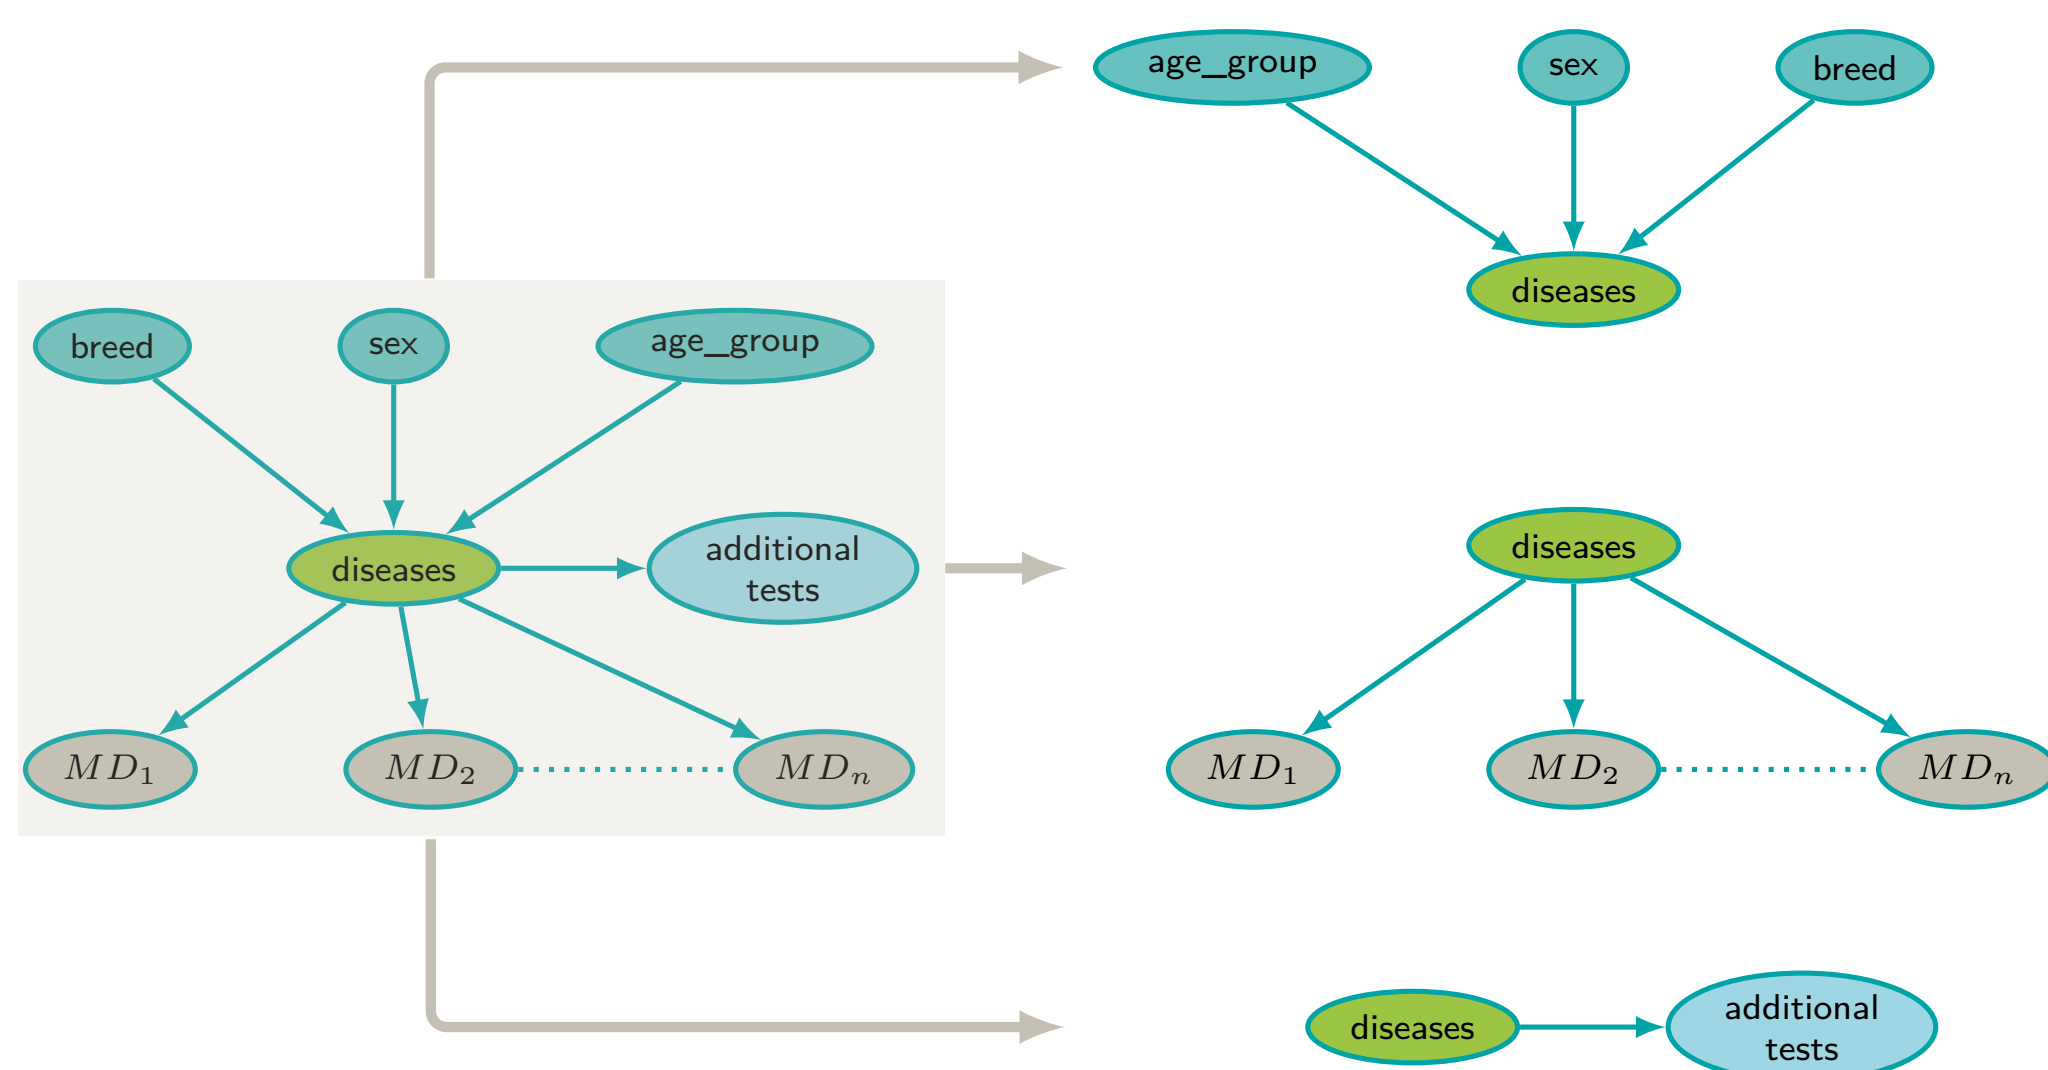 age_group
sex
breed
diseases
breed
sex
age_group
diseases
additional
tests
MD₁
MD₂
MDₙ
diseases
MD₁
MD₂
MDₙ
diseases
additional
tests